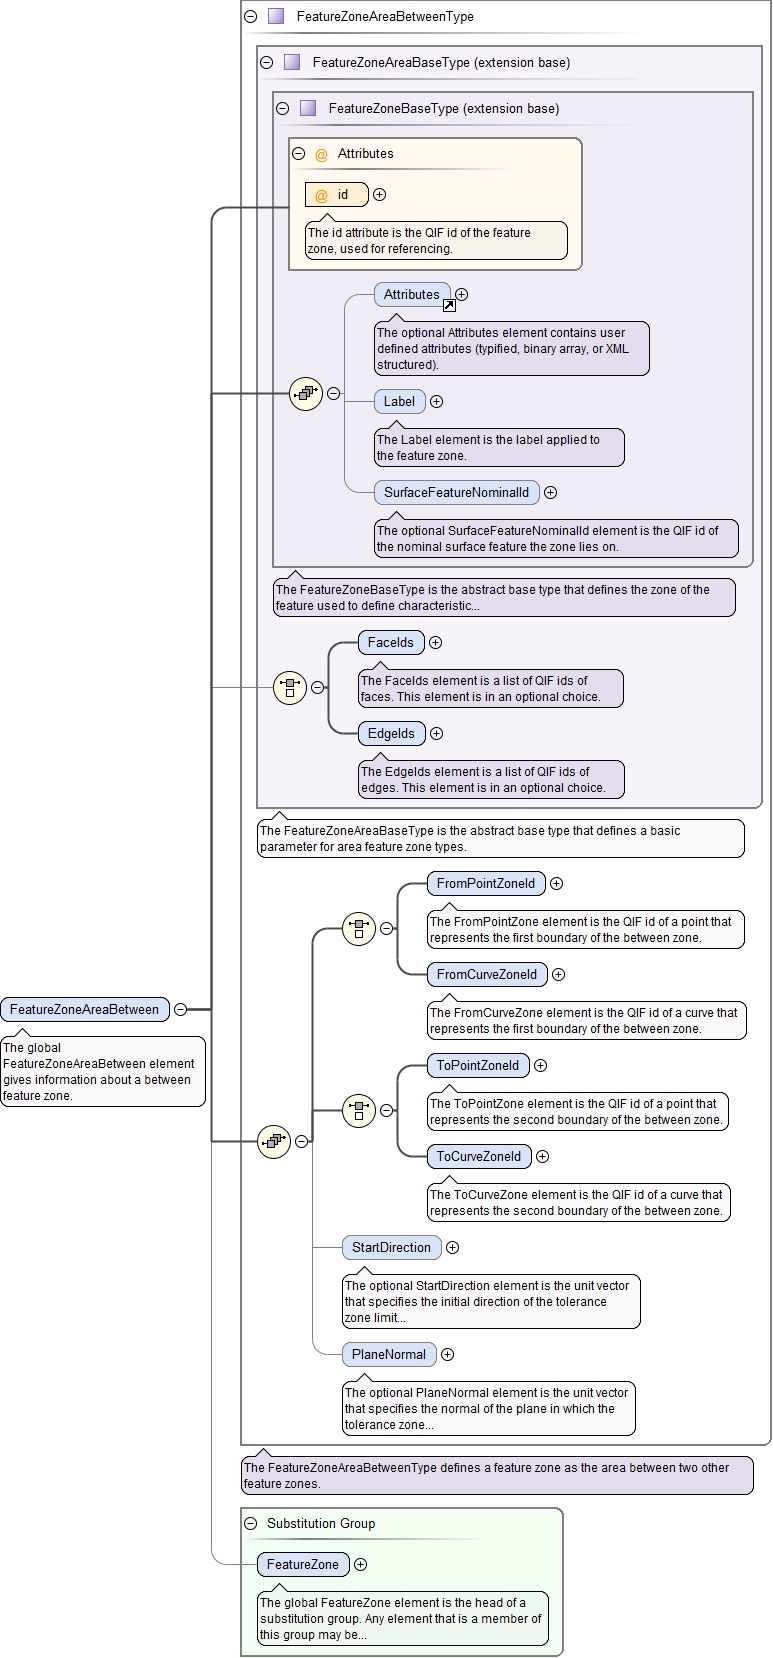 FeatureZoneAreaBetweenType
FeatureZoneAreaBaseType (extension base)
FeatureZoneBaseType (extension base)
@ Attributes
@ id
The id attribute is the QIF id of the feature
zone, used for referencing.
Attributes
The optional Attributes element contains user
defined attributes (typified, binary array, or XML
structured).
Label
The Label element is the label applied to
the feature zone.
SurfaceFeatureNominalId
The optional SurfaceFeatureNominalId element is the QIF id of
the nominal surface feature the zone lies on.
The FeatureZoneBaseType is the abstract base type that defines the zone of the
feature used to define characteristic...
FaceIds
The FaceIds element is a list of QIF ids of
faces. This element is in an optional choice.
EdgeIds
The EdgeIds element is a list of QIF ids of
edges. This element is in an optional choice.
The FeatureZoneAreaBaseType is the abstract base type that defines a basic
parameter for area feature zone types.
FromPointZoneId
The FromPointZone element is the QIF id of a point that
represents the first boundary of the between zone.
FromCurveZoneId
The FromCurveZone element is the QIF id of a curve that
represents the first boundary of the between zone.
FeatureZoneAreaBetween
The global
FeatureZoneAreaBetween element
gives information about a between
feature zone.
ToPointZoneId
The ToPointZone element is the QIF id of a point that
represents the second boundary of the between zone.
ToCurveZoneId
The ToCurveZone element is the QIF id of a curve that
represents the second boundary of the between zone.
StartDirection
The optional StartDirection element is the unit vector
that specifies the initial direction of the tolerance
zone limit...
PlaneNormal
The optional PlaneNormal element is the unit vector
that specifies the normal of the plane in which the
tolerance zone...
The FeatureZoneAreaBetweenType defines a feature zone as the area between two other
feature zones.
Substitution Group
FeatureZone
The global FeatureZone element is the head of a
substitution group. Any element that is a member of
this group may be...